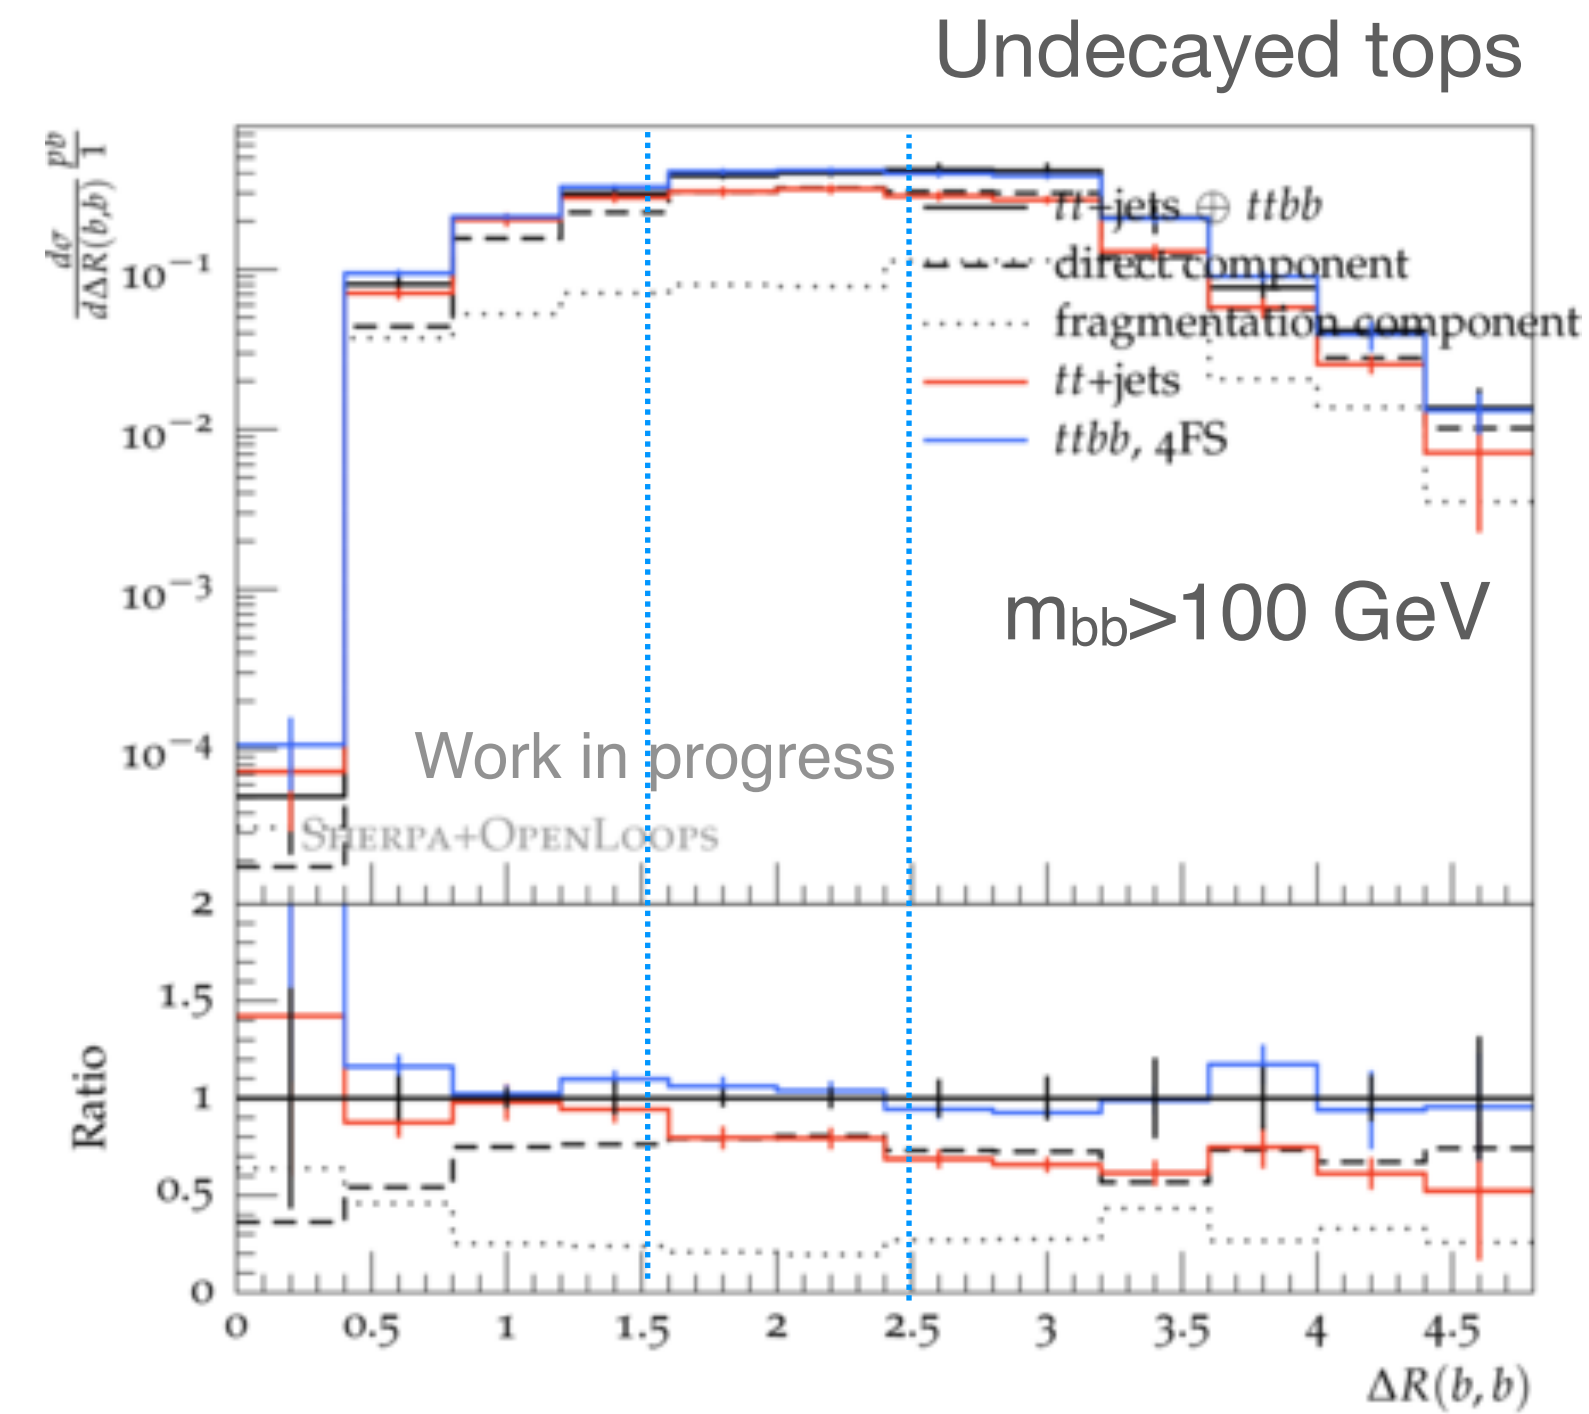 Undecayed tops
dσ/dΔR(b,b) pb/1
10⁻¹
10⁻²
10⁻³
10⁻⁴
tt+jets ⊕ ttbb
direct component
fragmentation component
tt+jets
ttbb, 4FS
m_bb>100 GeV
Work in progress
SHERPA+OPENLOOPS
Ratio
2
1.5
1
0.5
0
0 0.5 1 1.5 2 2.5 3 3.5 4 4.5
ΔR(b, b)